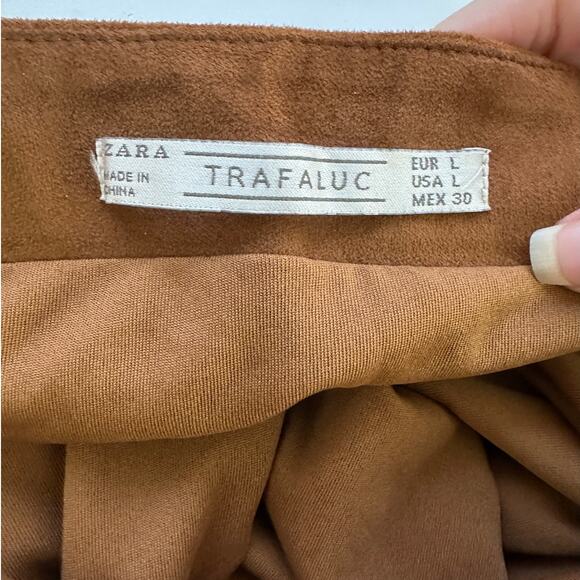 ZARA
MADE IN
CHINA
TRAFALUC
EUR L
USA L
MEX 30